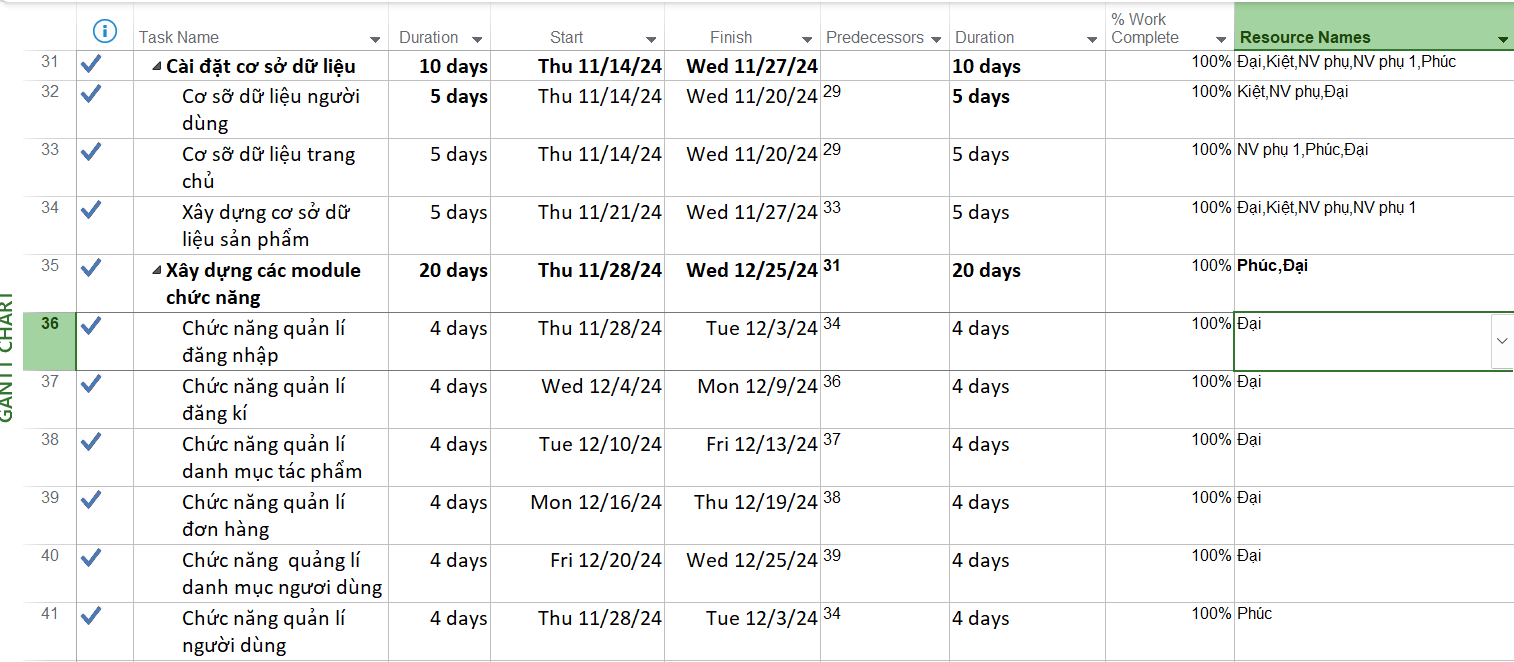 Task Name Duration Start Finish Predecessors Duration % Work Complete Resource Names
31 Cài đặt cơ sở dữ liệu 10 days Thu 11/14/24 Wed 11/27/24 10 days 100% Đại,Kiệt,NV phụ,NV phụ 1,Phúc
32 Cơ sỡ dữ liệu người 5 days Thu 11/14/24 Wed 11/20/24 29 5 days 100% Kiệt,NV phụ,Đại
dùng
33 Cơ sỡ dữ liệu trang 5 days Thu 11/14/24 Wed 11/20/24 29 5 days 100% NV phụ 1,Phúc,Đại
chủ
34 Xây dựng cơ sở dữ 5 days Thu 11/21/24 Wed 11/27/24 33 5 days 100% Đại,Kiệt,NV phụ,NV phụ 1
liệu sản phẩm
35 Xây dựng các module 20 days Thu 11/28/24 Wed 12/25/24 31 20 days 100% Phúc,Đại
chức năng
36 Chức năng quản lí 4 days Thu 11/28/24 Tue 12/3/24 34 4 days 100% Đại
đăng nhập
37 Chức năng quản lí 4 days Wed 12/4/24 Mon 12/9/24 36 4 days 100% Đại
đăng kí
38 Chức năng quản lí 4 days Tue 12/10/24 Fri 12/13/24 37 4 days 100% Đại
danh mục tác phẩm
39 Chức năng quản lí 4 days Mon 12/16/24 Thu 12/19/24 38 4 days 100% Đại
đơn hàng
40 Chức năng quảng lí 4 days Fri 12/20/24 Wed 12/25/24 39 4 days 100% Đại
danh mục ngươi dùng
41 Chức năng quản lí 4 days Thu 11/28/24 Tue 12/3/24 34 4 days 100% Phúc
người dùng
GANTT CHART